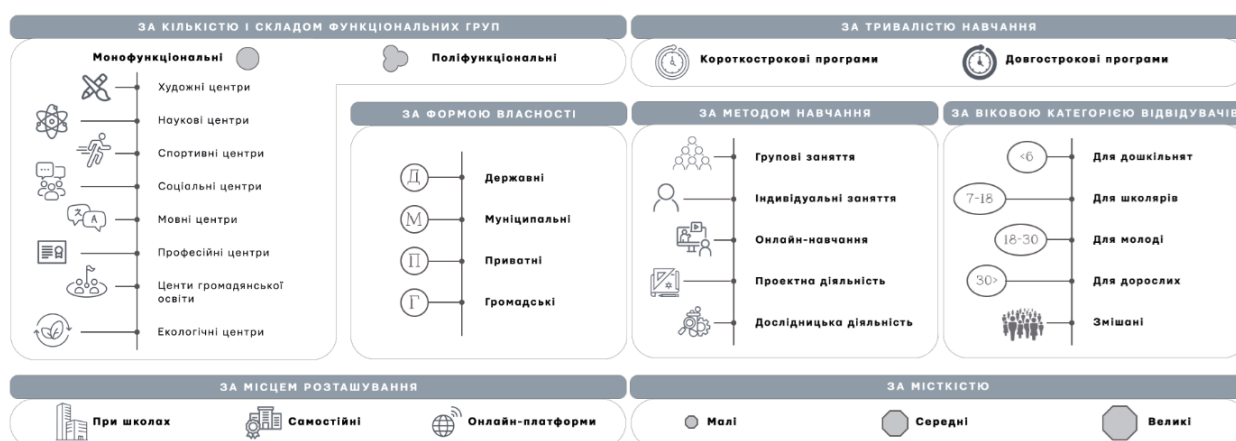 ЗА КІЛЬКІСТЮ І СКЛАДОМ ФУНКЦІОНАЛЬНИХ ГРУП
Монофункціональні
Поліфункціональні
Художні центри
Наукові центри
Спортивні центри
Соціальні центри
Мовні центри
Професійні центри
Центи громадянської
освіти
Екологічні центри
ЗА ФОРМОЮ ВЛАСНОСТІ
Д Державні
М Муніципальні
П Приватні
Г Громадські
ЗА ТРИВАЛІСТЮ НАВЧАННЯ
Короткострокові програми
Довгострокові програми
ЗА МЕТОДОМ НАВЧАННЯ
Групові заняття
Індивідуальні заняття
Онлайн-навчання
Проектна діяльність
Дослідницька діяльність
ЗА ВІКОВОЮ КАТЕГОРІЄЮ ВІДВІДУВАЧІВ
<6 Для дошкільнят
7-18 Для школярів
18-30 Для молоді
30> Для дорослих
Змішані
ЗА МІСЦЕМ РОЗТАШУВАННЯ
При школах
Самостійні
Онлайн-платформи
ЗА МІСТКІСТЮ
Малі
Середні
Великі